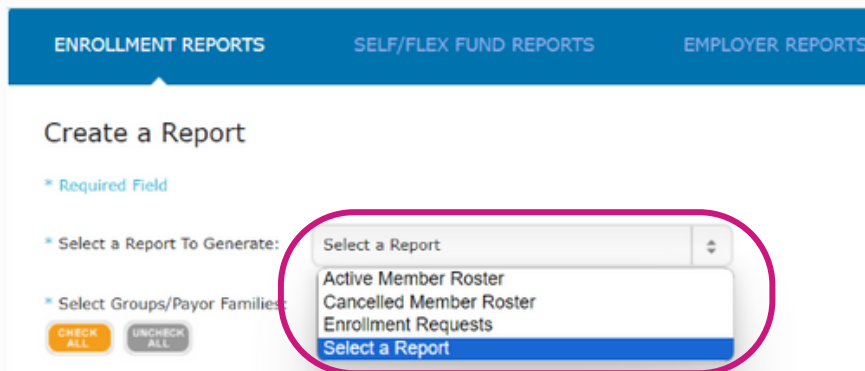 ENROLLMENT REPORTS SELF/FLEX FUND REPORTS EMPLOYER REPORTS
Create a Report
* Required Field
* Select a Report To Generate: Select a Report
Active Member Roster
* Select Groups/Payor Families: Cancelled Member Roster
Enrollment Requests
CHECK ALL UNCHECK ALL Select a Report